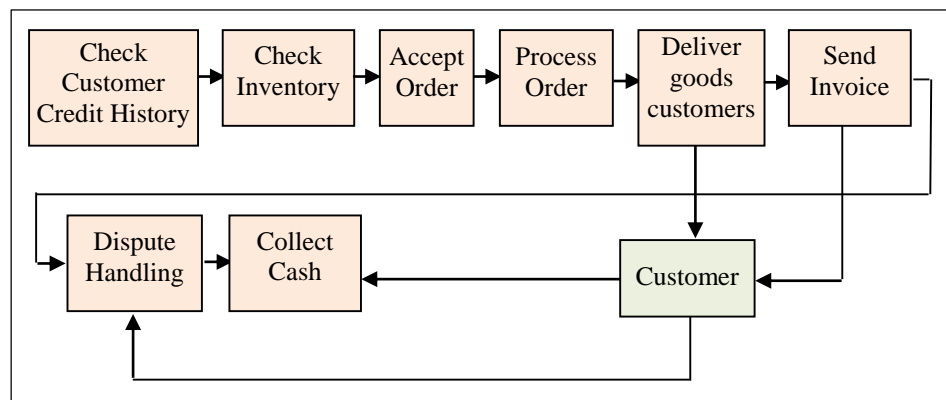 Check
Customer
Credit History
Check
Inventory
Accept
Order
Process
Order
Deliver
goods
customers
Send
Invoice
Dispute
Handling
Collect
Cash
Customer